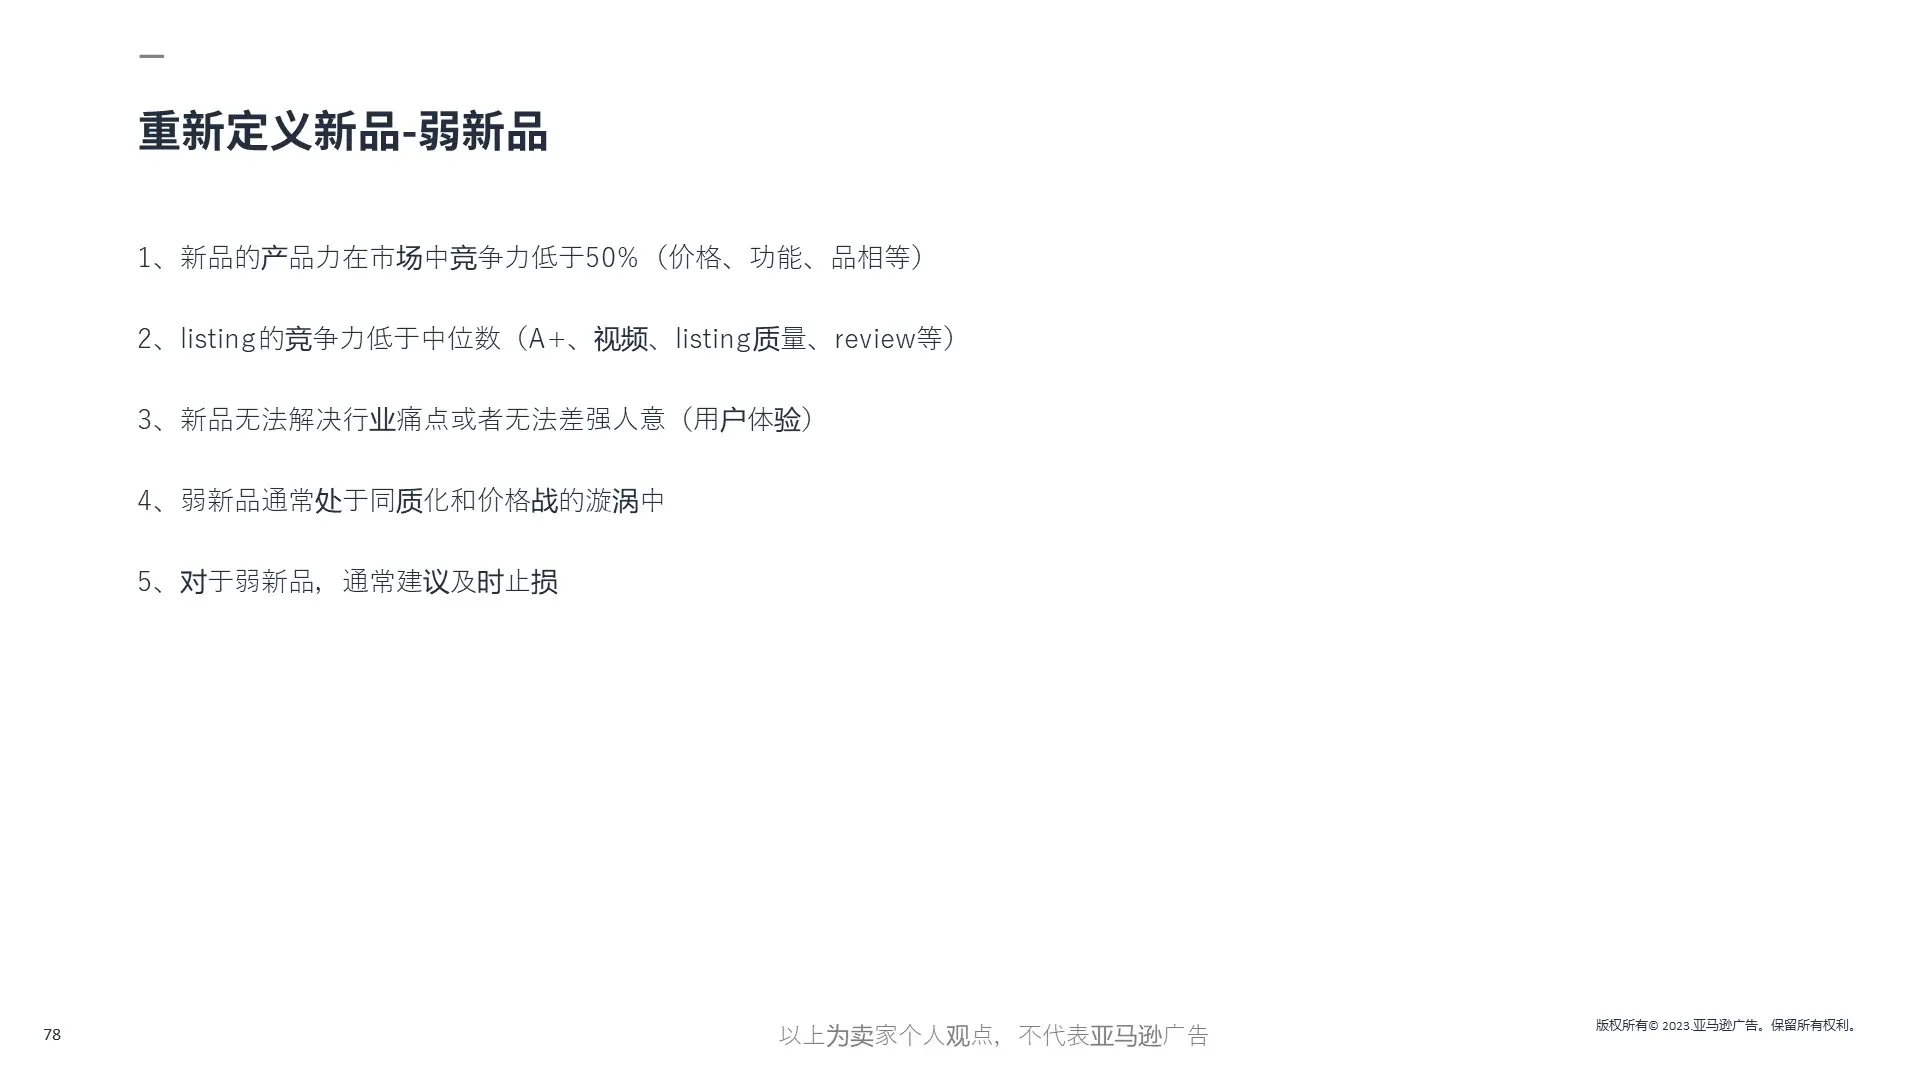 重新定义新品-弱新品
1、新品的产品力在市场中竞争力低于50%（价格、功能、品相等）
2、listing的竞争力低于中位数（A+、视频、listing质量、review等）
3、新品无法解决行业痛点或者无法差强人意（用户体验）
4、弱新品通常处于同质化和价格战的漩涡中
5、对于弱新品，通常建议及时止损
78
以上为卖家个人观点，不代表亚马逊广告
版权所有© 2023.亚马逊广告。保留所有权利。